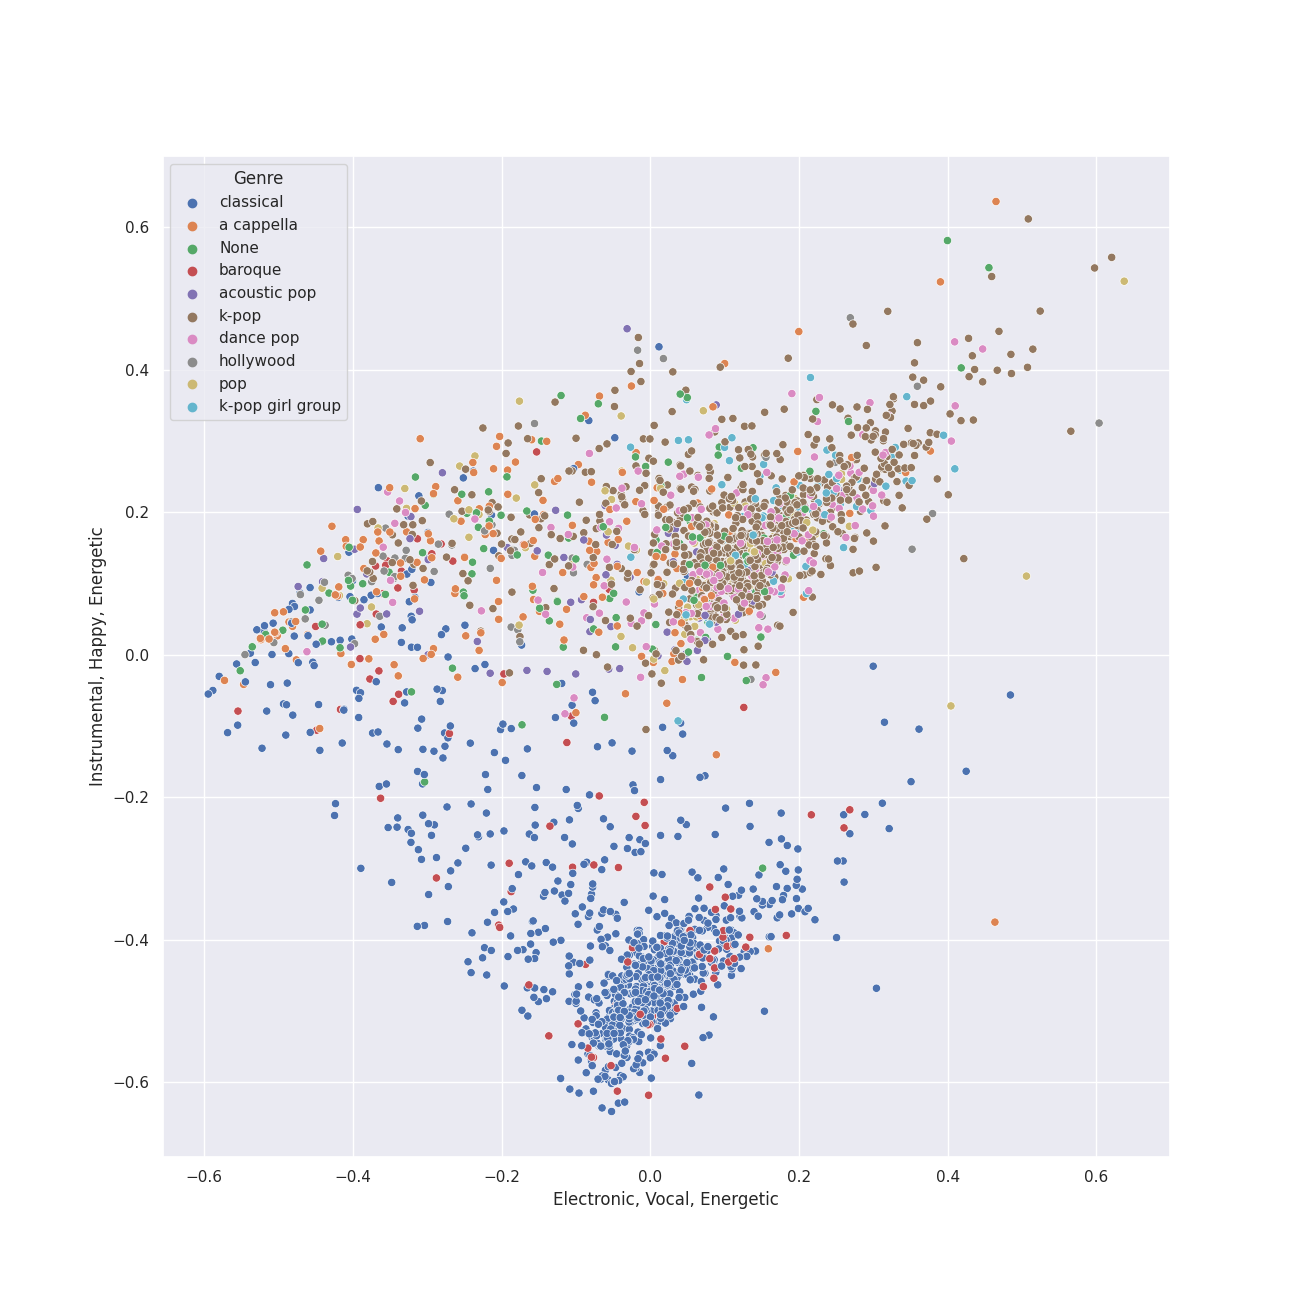 Genre
classical
a cappella
None
baroque
acoustic pop
k-pop
dance pop
hollywood
pop
k-pop girl group
0.6
0.4
0.2
0.0
−0.2
−0.4
−0.6
Instrumental, Happy, Energetic
−0.6 −0.4 −0.2 0.0 0.2 0.4 0.6
Electronic, Vocal, Energetic